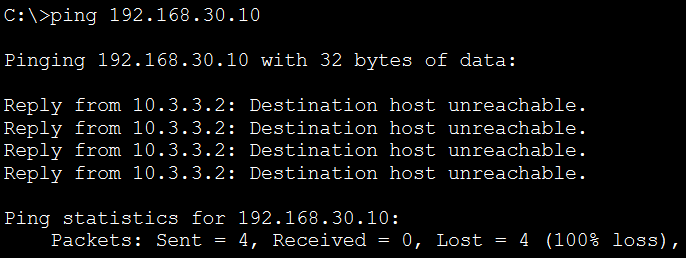 C:\>ping 192.168.30.10
Pinging 192.168.30.10 with 32 bytes of data:
Reply from 10.3.3.2: Destination host unreachable.
Reply from 10.3.3.2: Destination host unreachable.
Reply from 10.3.3.2: Destination host unreachable.
Reply from 10.3.3.2: Destination host unreachable.
Ping statistics for 192.168.30.10:
    Packets: Sent = 4, Received = 0, Lost = 4 (100% loss),